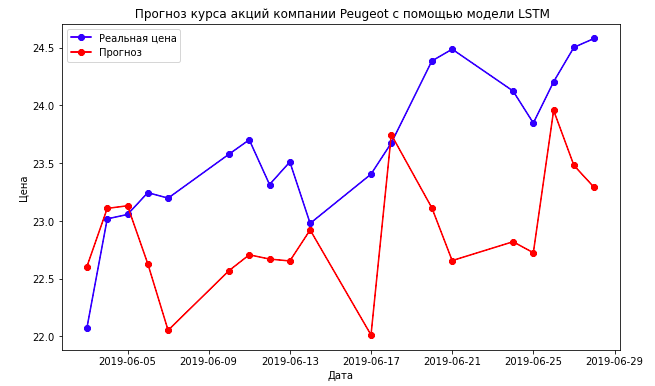 Прогноз курса акций компании Peugeot с помощью модели LSTM
Реальная цена
Прогноз
24.5
24.0
23.5
23.0
22.5
22.0
Цена
2019-06-05 2019-06-09 2019-06-13 2019-06-17 2019-06-21 2019-06-25 2019-06-29
Дата